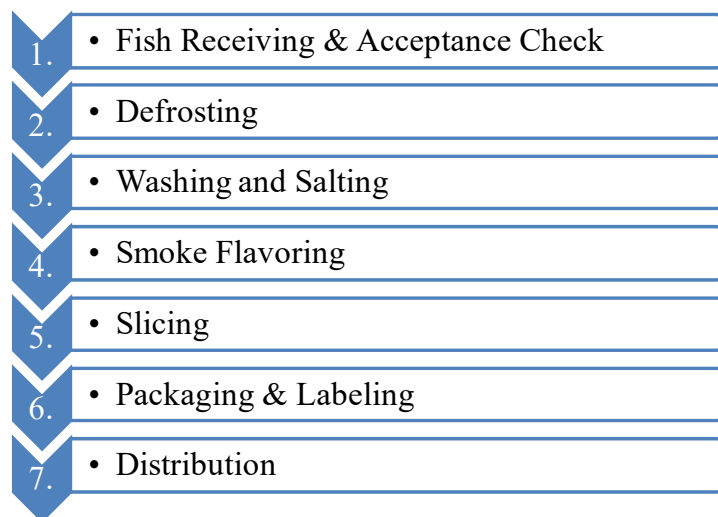 1. • Fish Receiving & Acceptance Check
2. • Defrosting
3. • Washing and Salting
4. • Smoke Flavoring
5. • Slicing
6. • Packaging & Labeling
7. • Distribution